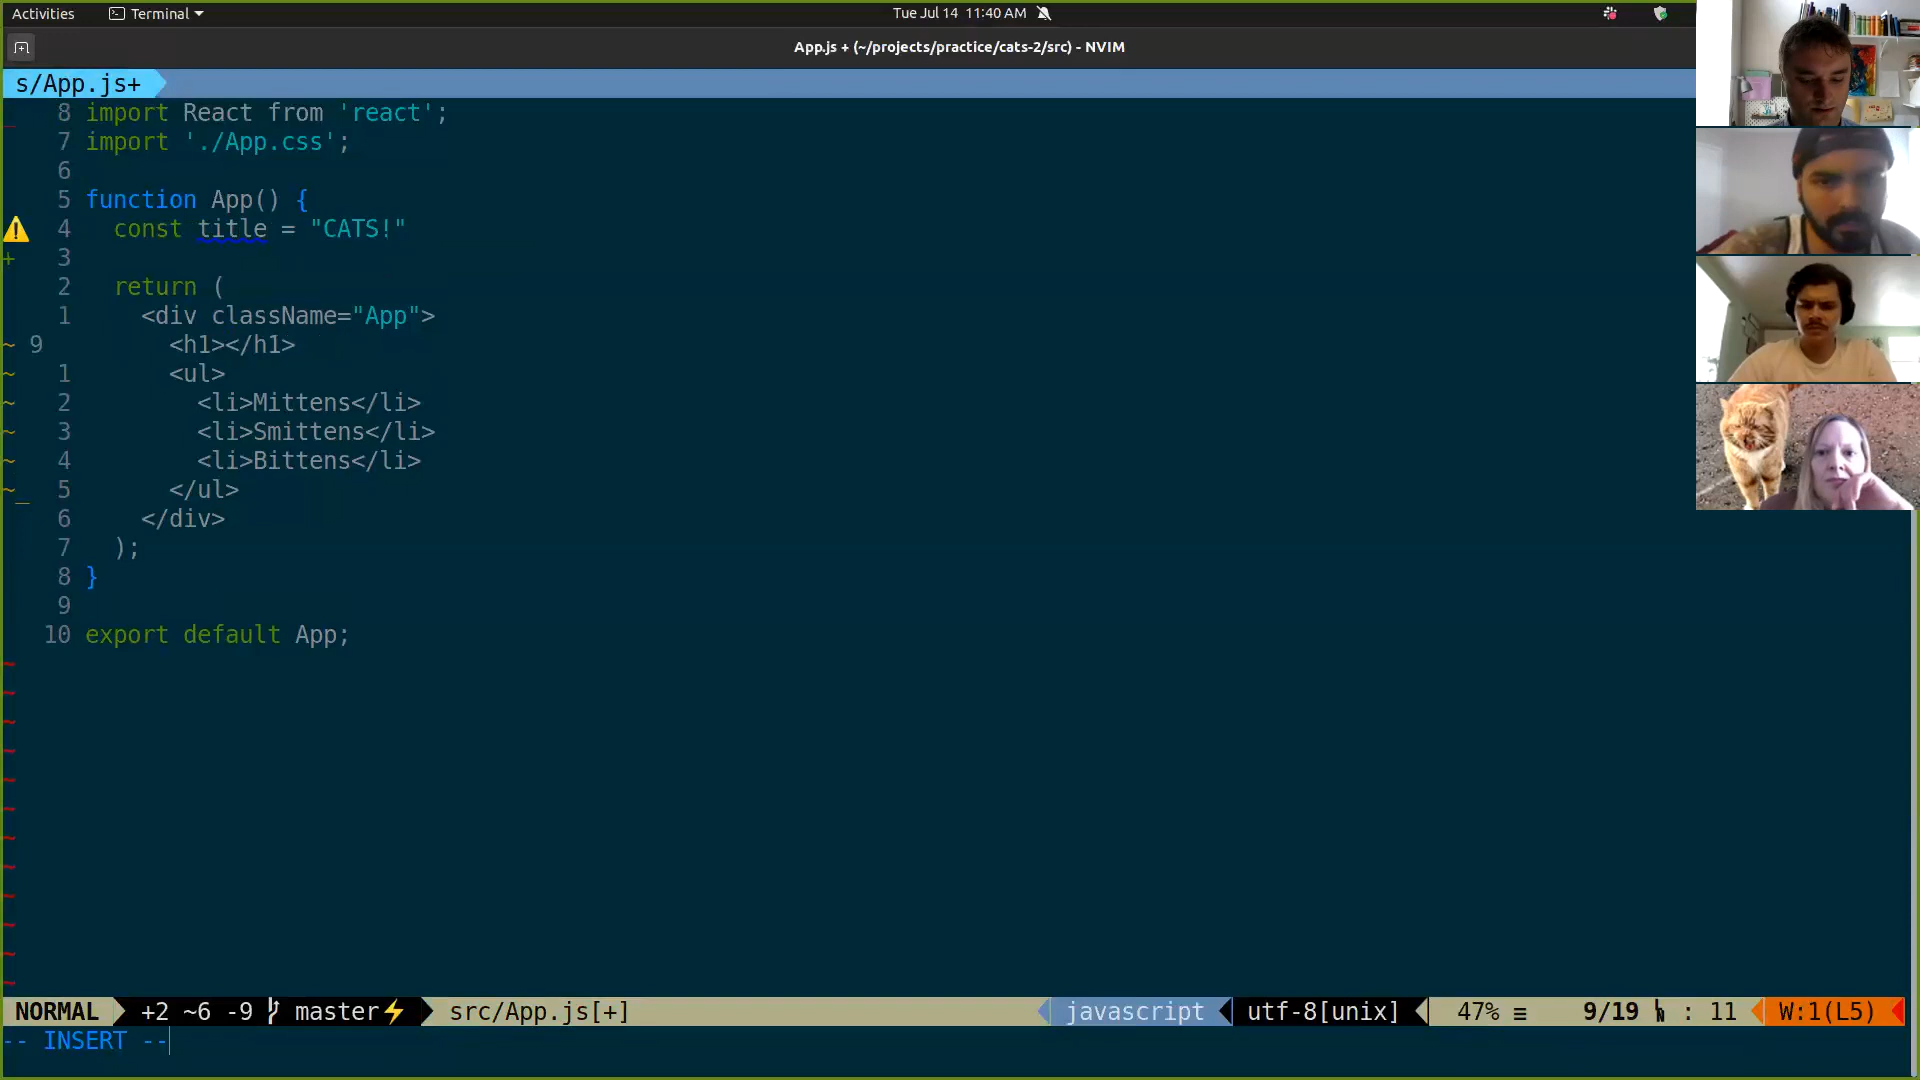 Activities Terminal Tue Jul 14 11:40 AM
App.js + (~/projects/practice/cats-2/src) - NVIM
s/App.js+
8 import React from 'react';
7 import './App.css';
6
5 function App() {
4 const title = "CATS!"
+ 3
2 return (
1 <div className="App">
~ 9 <h1></h1>
~ 1 <ul>
~ 2 <li>Mittens</li>
~ 3 <li>Smittens</li>
~ 4 <li>Bittens</li>
~_ 5 </ul>
6 </div>
7 );
8 }
9
10 export default App;
~
~
~
~
~
~
~
~
~
~
~
~
NORMAL +2 ~6 -9 master⚡ src/App.js[+] javascript utf-8[unix] 47% ≡ 9/19 ㏑ : 11 W:1(L5)
-- INSERT --